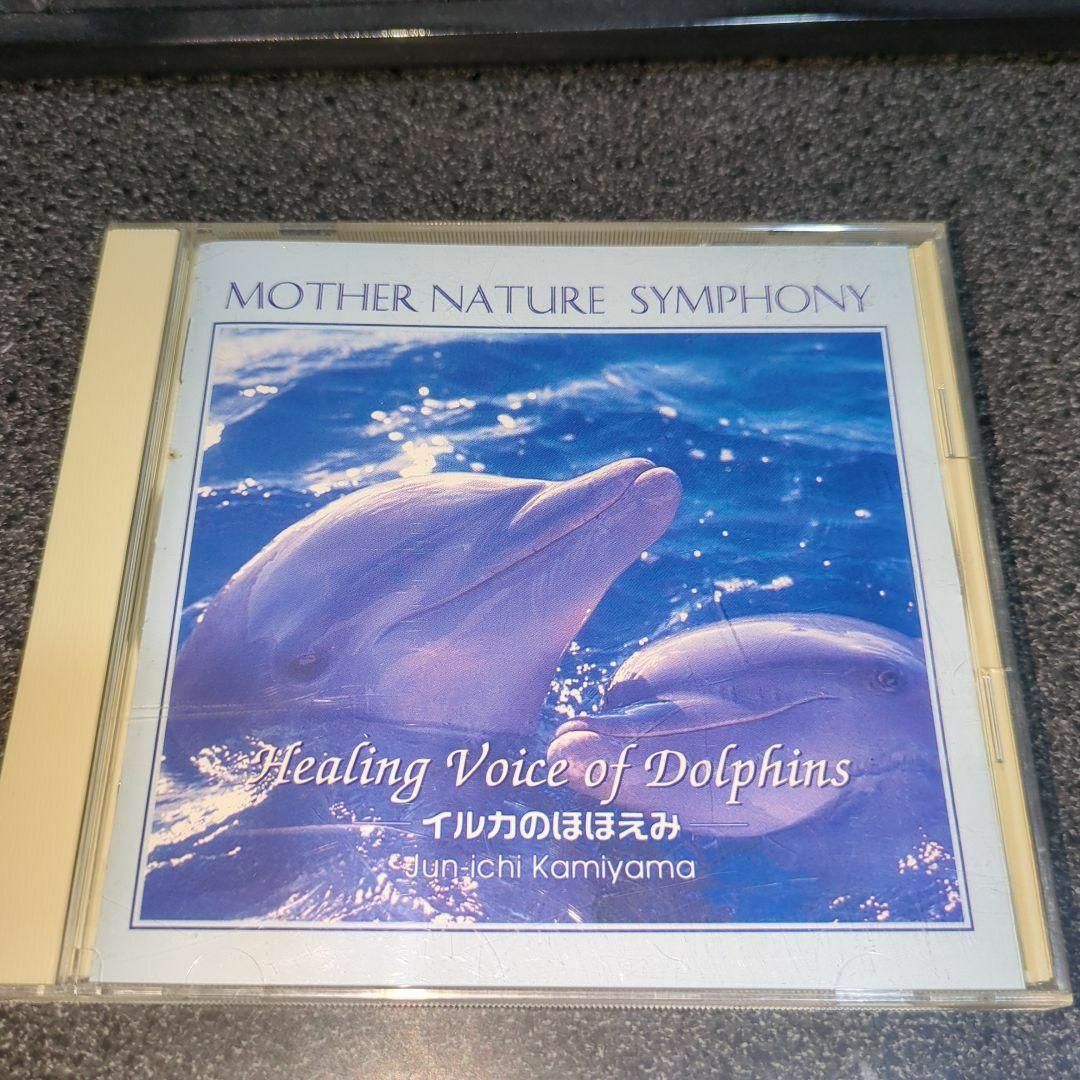 MOTHER NATURE SYMPHONY
Healing Voice of Dolphins
イルカのほほえみ
Jun-ichi Kamiyama